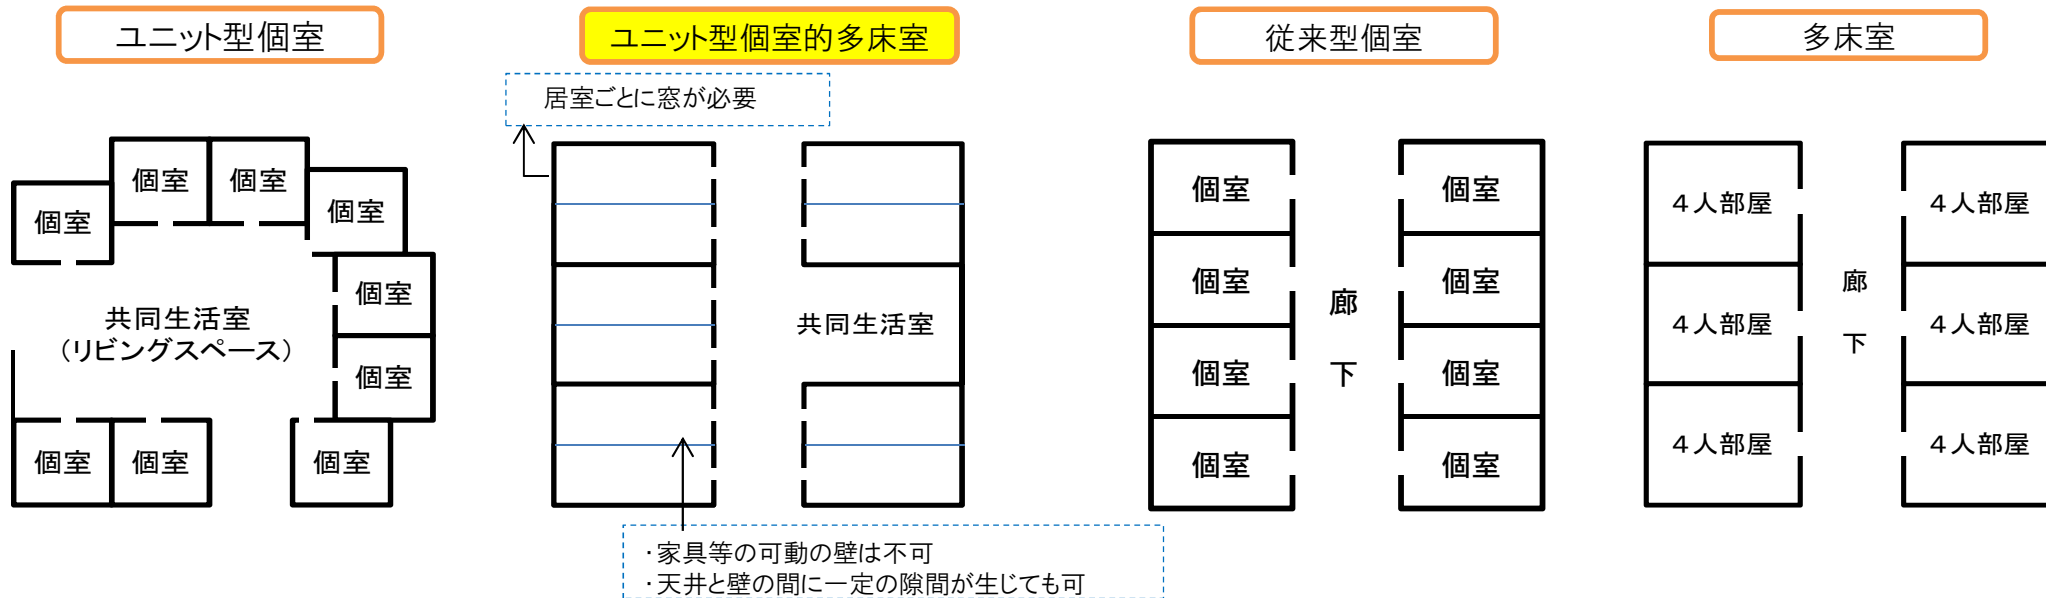 ユニット型個室
ユニット型個室的多床室
従来型個室
多床室
居室ごとに窓が必要
個室
個室
個室
個室
個室
個室
個室
個室
個室
共同生活室
（リビングスペース）
共同生活室
・家具等の可動の壁は不可
・天井と壁の間に一定の隙間が生じても可
個室
個室
個室
個室
個室
個室
個室
個室
廊
下
４人部屋
４人部屋
４人部屋
４人部屋
４人部屋
４人部屋
廊
下